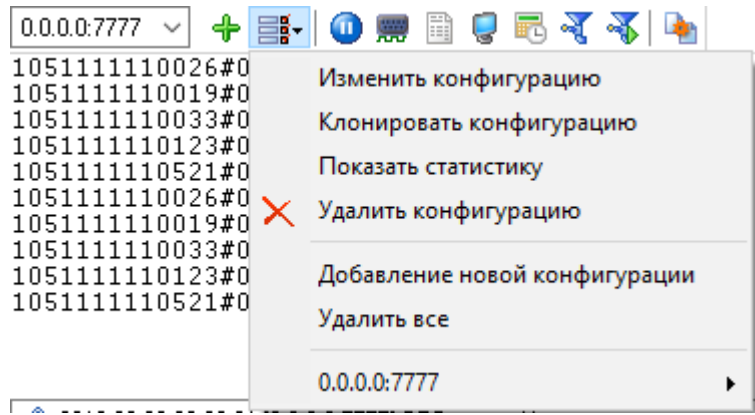 0.0.0.0:7777
1051111110026#0
1051111110019#0
1051111110033#0
1051111110123#0
1051111110521#0
1051111110026#0
1051111110019#0
1051111110033#0
1051111110123#0
1051111110521#0
Изменить конфигурацию
Клонировать конфигурацию
Показать статистику
Удалить конфигурацию
Добавление новой конфигурации
Удалить все
0.0.0.0:7777